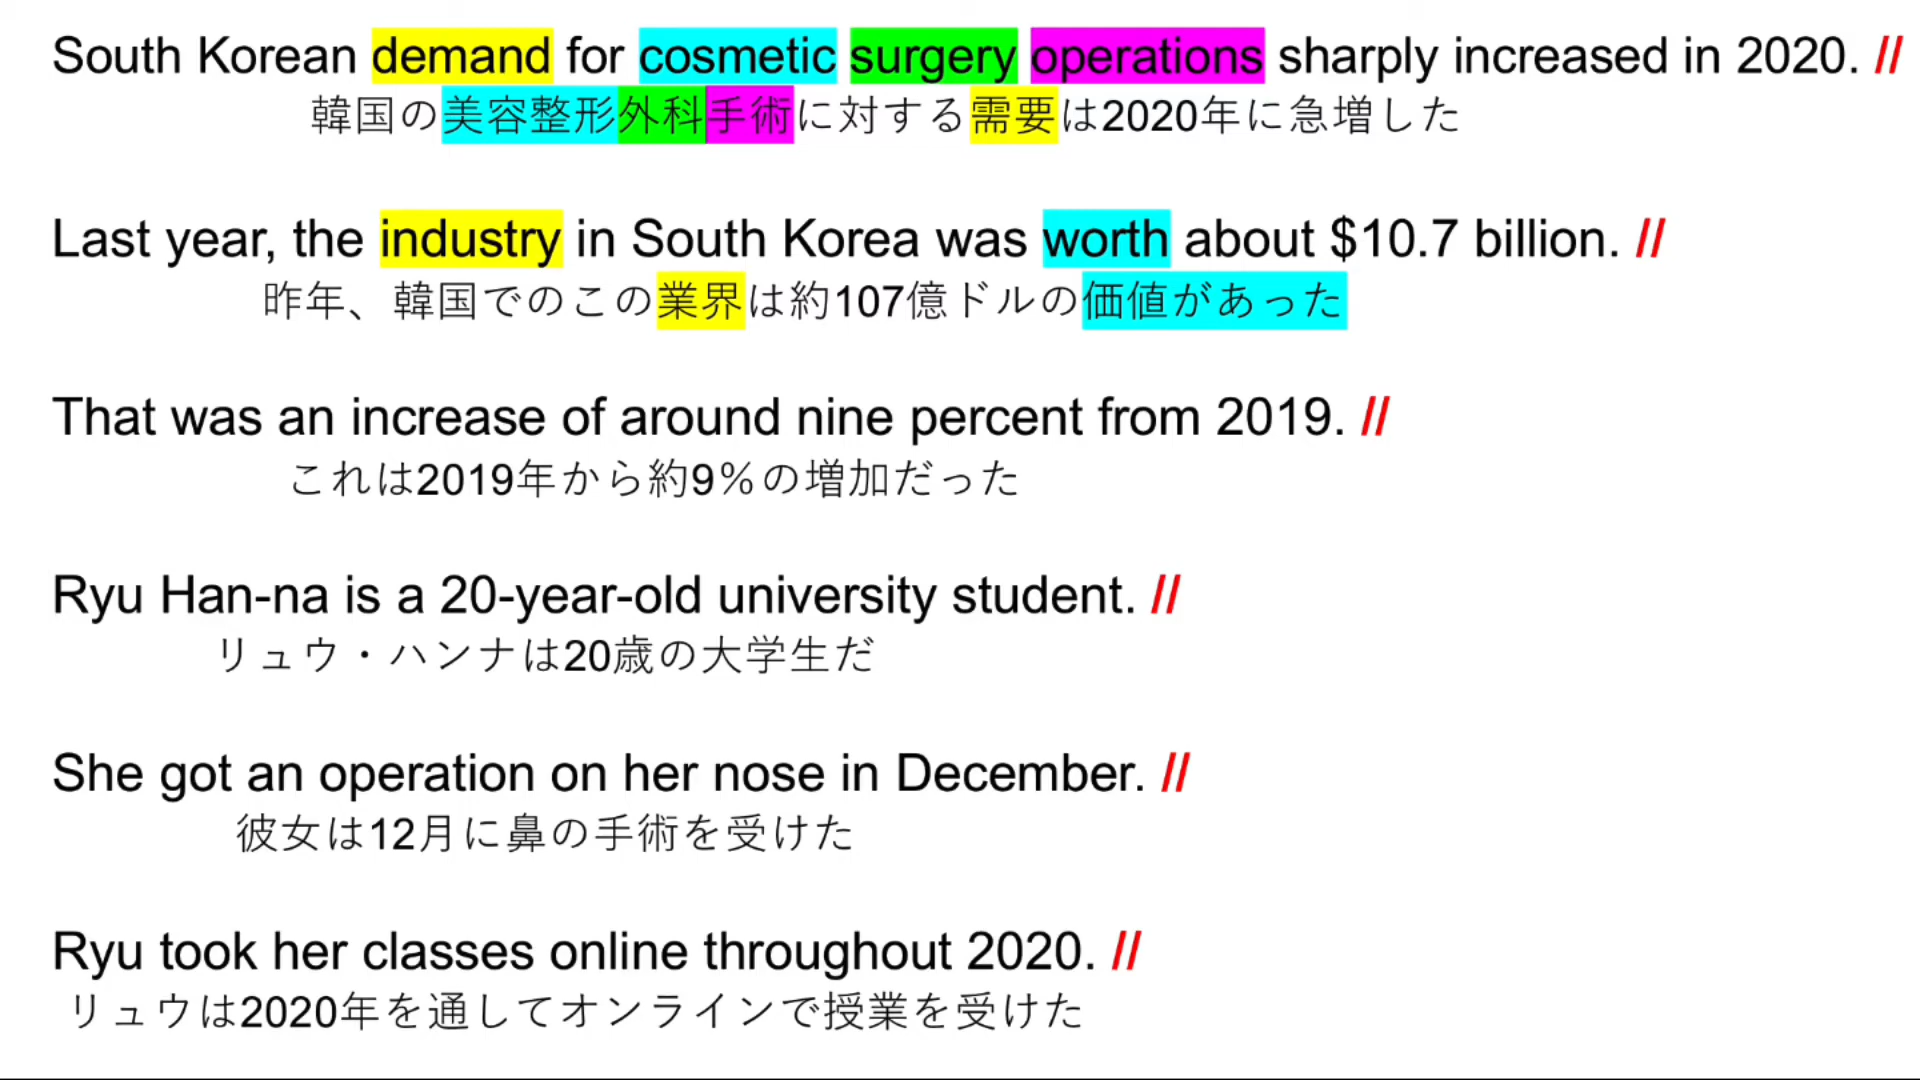 South Korean demand for cosmetic surgery operations sharply increased in 2020. //
韓国の美容整形外科手術に対する需要は2020年に急増した
Last year, the industry in South Korea was worth about $10.7 billion. //
昨年、韓国でのこの業界は約107億ドルの価値があった
That was an increase of around nine percent from 2019. //
これは2019年から約9％の増加だった
Ryu Han-na is a 20-year-old university student. //
リュウ・ハンナは20歳の大学生だ
She got an operation on her nose in December. //
彼女は12月に鼻の手術を受けた
Ryu took her classes online throughout 2020. //
リュウは2020年を通してオンラインで授業を受けた